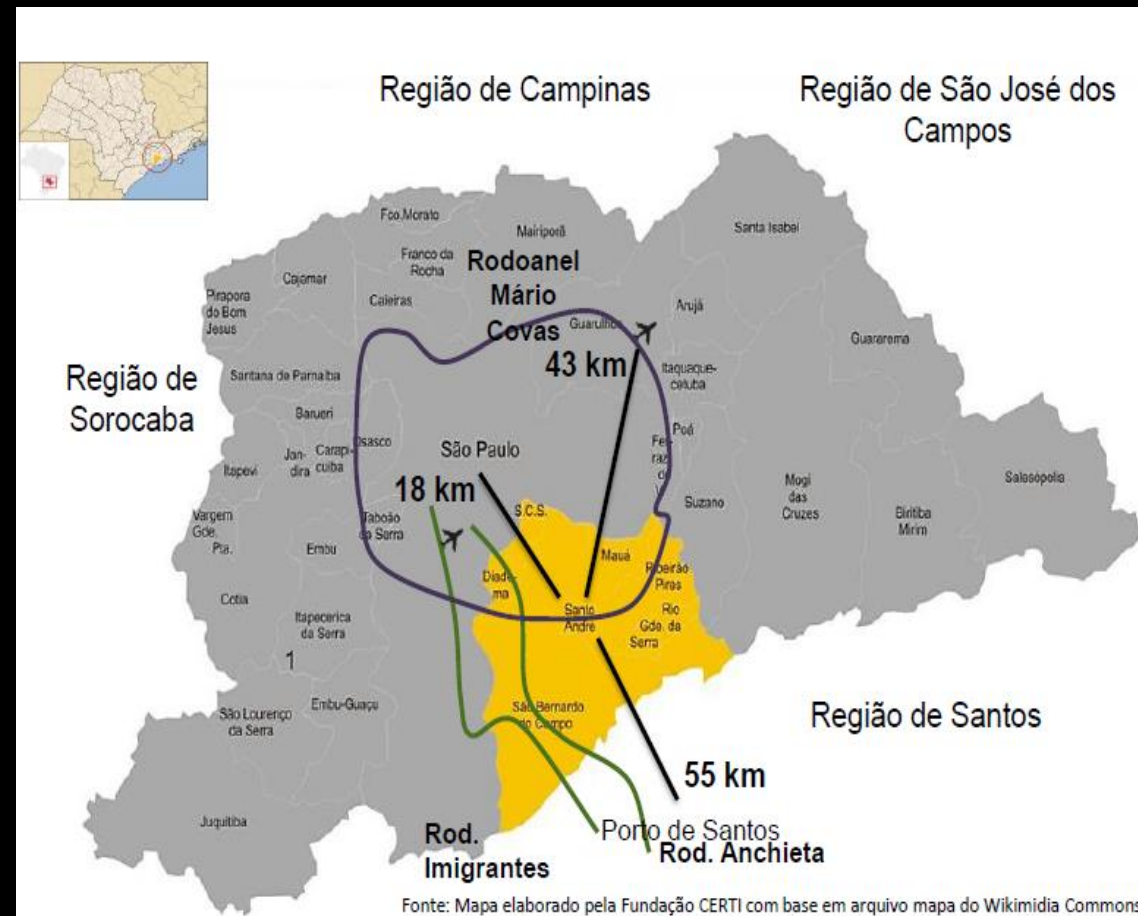 Região de Campinas
Região de São José dos
Campos
Fco.Morato
Mairiporã
Santa Isabel
Franco da
Rocha
Rodoanel
Mário
Covas
Cajamar
Caieiras
Pirapora
do Bom
Jesus
Guarulhos
Arujá
43 km
Guararema
Região de
Sorocaba
Santana de Parnaíba
Itaquaque-
cetuba
Barueri
Osasco
São Paulo
Poá
Jan-
dira
Carapi-
cuiba
Fer-
raz
de
V
Itapevi
18 km
Suzano
Mogi
das
Cruzes
Salesópolis
Biritiba
Mirim
Vargem
Gde.
Pta.
Taboão
da Serra
S.C.S.
Embu
Mauá
Diade-
ma
Ribeirão
Pires
Cotia
Santo
André
Rio
Gde. da
Serra
Itapecerica
da Serra
1
São Lourenço
da Serra
Embu-Guaçu
São Bernardo
do Campo
Região de Santos
55 km
Juquitiba
Rod.
Imigrantes
Porto de Santos
Rod. Anchieta
Fonte: Mapa elaborado pela Fundação CERTI com base em arquivo mapa do Wikimidia Commons